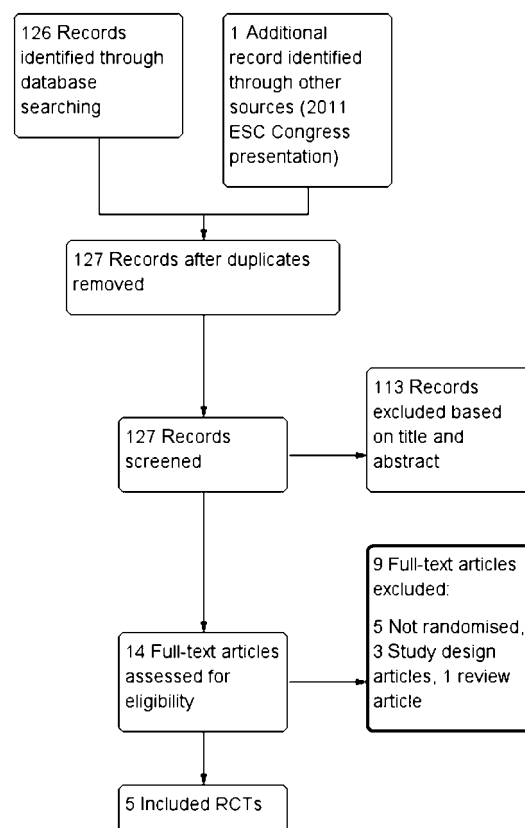 126 Records
identified through
database
searching
1 Additional
record identified
through other
sources (2011
ESC Congress
presentation)
127 Records after duplicates
removed
127 Records
screened
113 Records
excluded based
on title and
abstract
14 Full-text articles
assessed for
eligibility
9 Full-text articles
excluded:
5 Not randomised,
3 Study design
articles, 1 review
article
5 Included RCTs